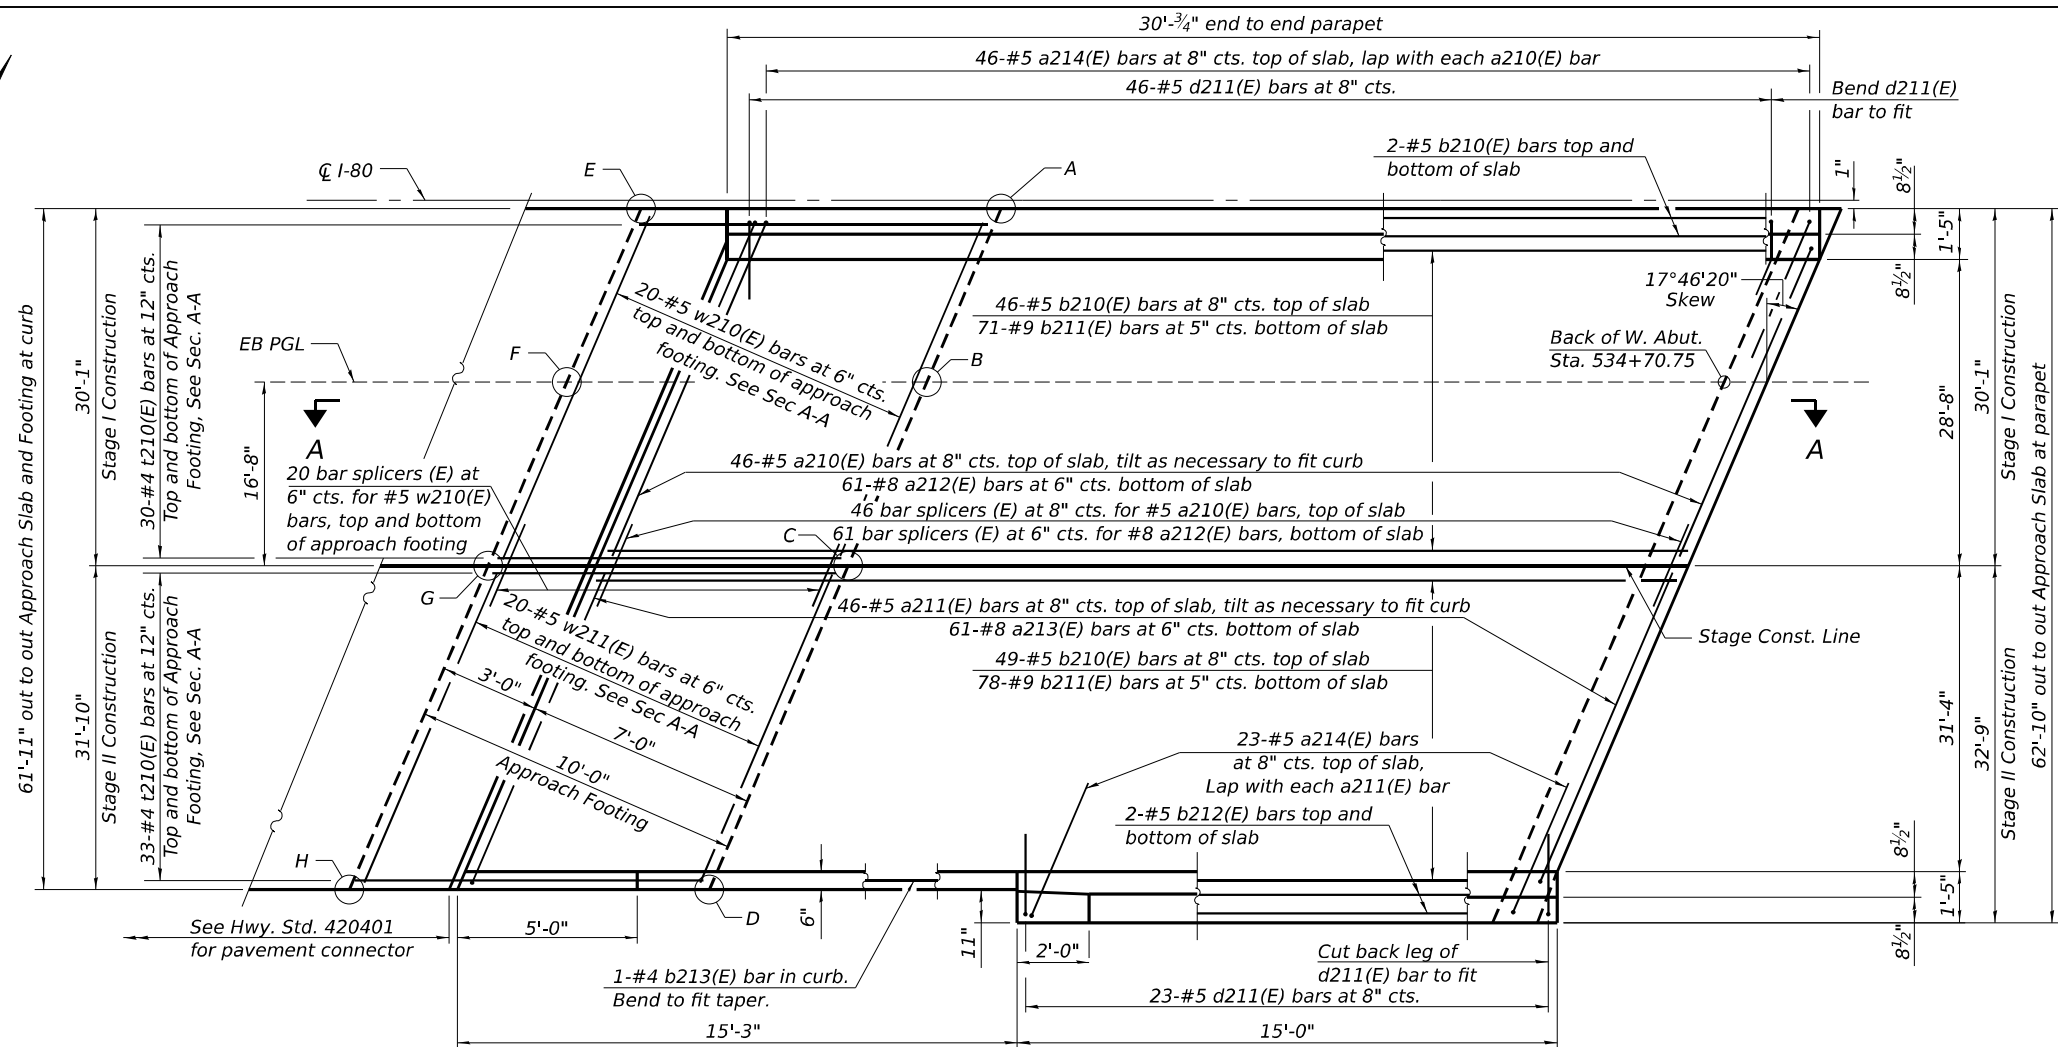 30'-¾" end to end parapet
46-#5 a214(E) bars at 8" cts. top of slab, lap with each a210(E) bar
46-#5 d211(E) bars at 8" cts.
Bend d211(E)
bar to fit
2-#5 b210(E) bars top and
bottom of slab
℄ I-80
E
A
1"
8½"
1'-5"
8½"
17°46'20"
Skew
61'-11" out to out Approach Slab and Footing at curb
30'-1"
Stage I Construction
30-#4 t210(E) bars at 12" cts.
Top and bottom of Approach
Footing, See Sec. A-A
EB PGL
F
B
20-#5 w210(E) bars at 6" cts.
top and bottom of approach
footing. See Sec A-A
46-#5 b210(E) bars at 8" cts. top of slab
71-#9 b211(E) bars at 5" cts. bottom of slab
Back of W. Abut.
Sta. 534+70.75
A
A
16'-8"
28'-8"
30'-1"
Stage I Construction
62'-10" out to out Approach Slab at parapet
20 bar splicers (E) at
6" cts. for #5 w210(E)
bars, top and bottom
of approach footing
46-#5 a210(E) bars at 8" cts. top of slab, tilt as necessary to fit curb
61-#8 a212(E) bars at 6" cts. bottom of slab
46 bar splicers (E) at 8" cts. for #5 a210(E) bars, top of slab
61 bar splicers (E) at 6" cts. for #8 a212(E) bars, bottom of slab
C
G
46-#5 a211(E) bars at 8" cts. top of slab, tilt as necessary to fit curb
61-#8 a213(E) bars at 6" cts. bottom of slab
Stage Const. Line
49-#5 b210(E) bars at 8" cts. top of slab
78-#9 b211(E) bars at 5" cts. bottom of slab
31'-10"
Stage II Construction
33-#4 t210(E) bars at 12" cts.
Top and bottom of Approach
Footing, See Sec. A-A
20-#5 w211(E) bars at 6" cts.
top and bottom of approach
footing. See Sec A-A
3'-0"
7'-0"
10'-0"
Approach Footing
23-#5 a214(E) bars
at 8" cts. top of slab,
Lap with each a211(E) bar
2-#5 b212(E) bars top and
bottom of slab
31'-4"
32'-9"
Stage II Construction
8½"
1'-5"
8½"
H
D
See Hwy. Std. 420401
for pavement connector
5'-0"
6"
11"
2'-0"
1-#4 b213(E) bar in curb.
Bend to fit taper.
Cut back leg of
d211(E) bar to fit
23-#5 d211(E) bars at 8" cts.
15'-3"
15'-0"